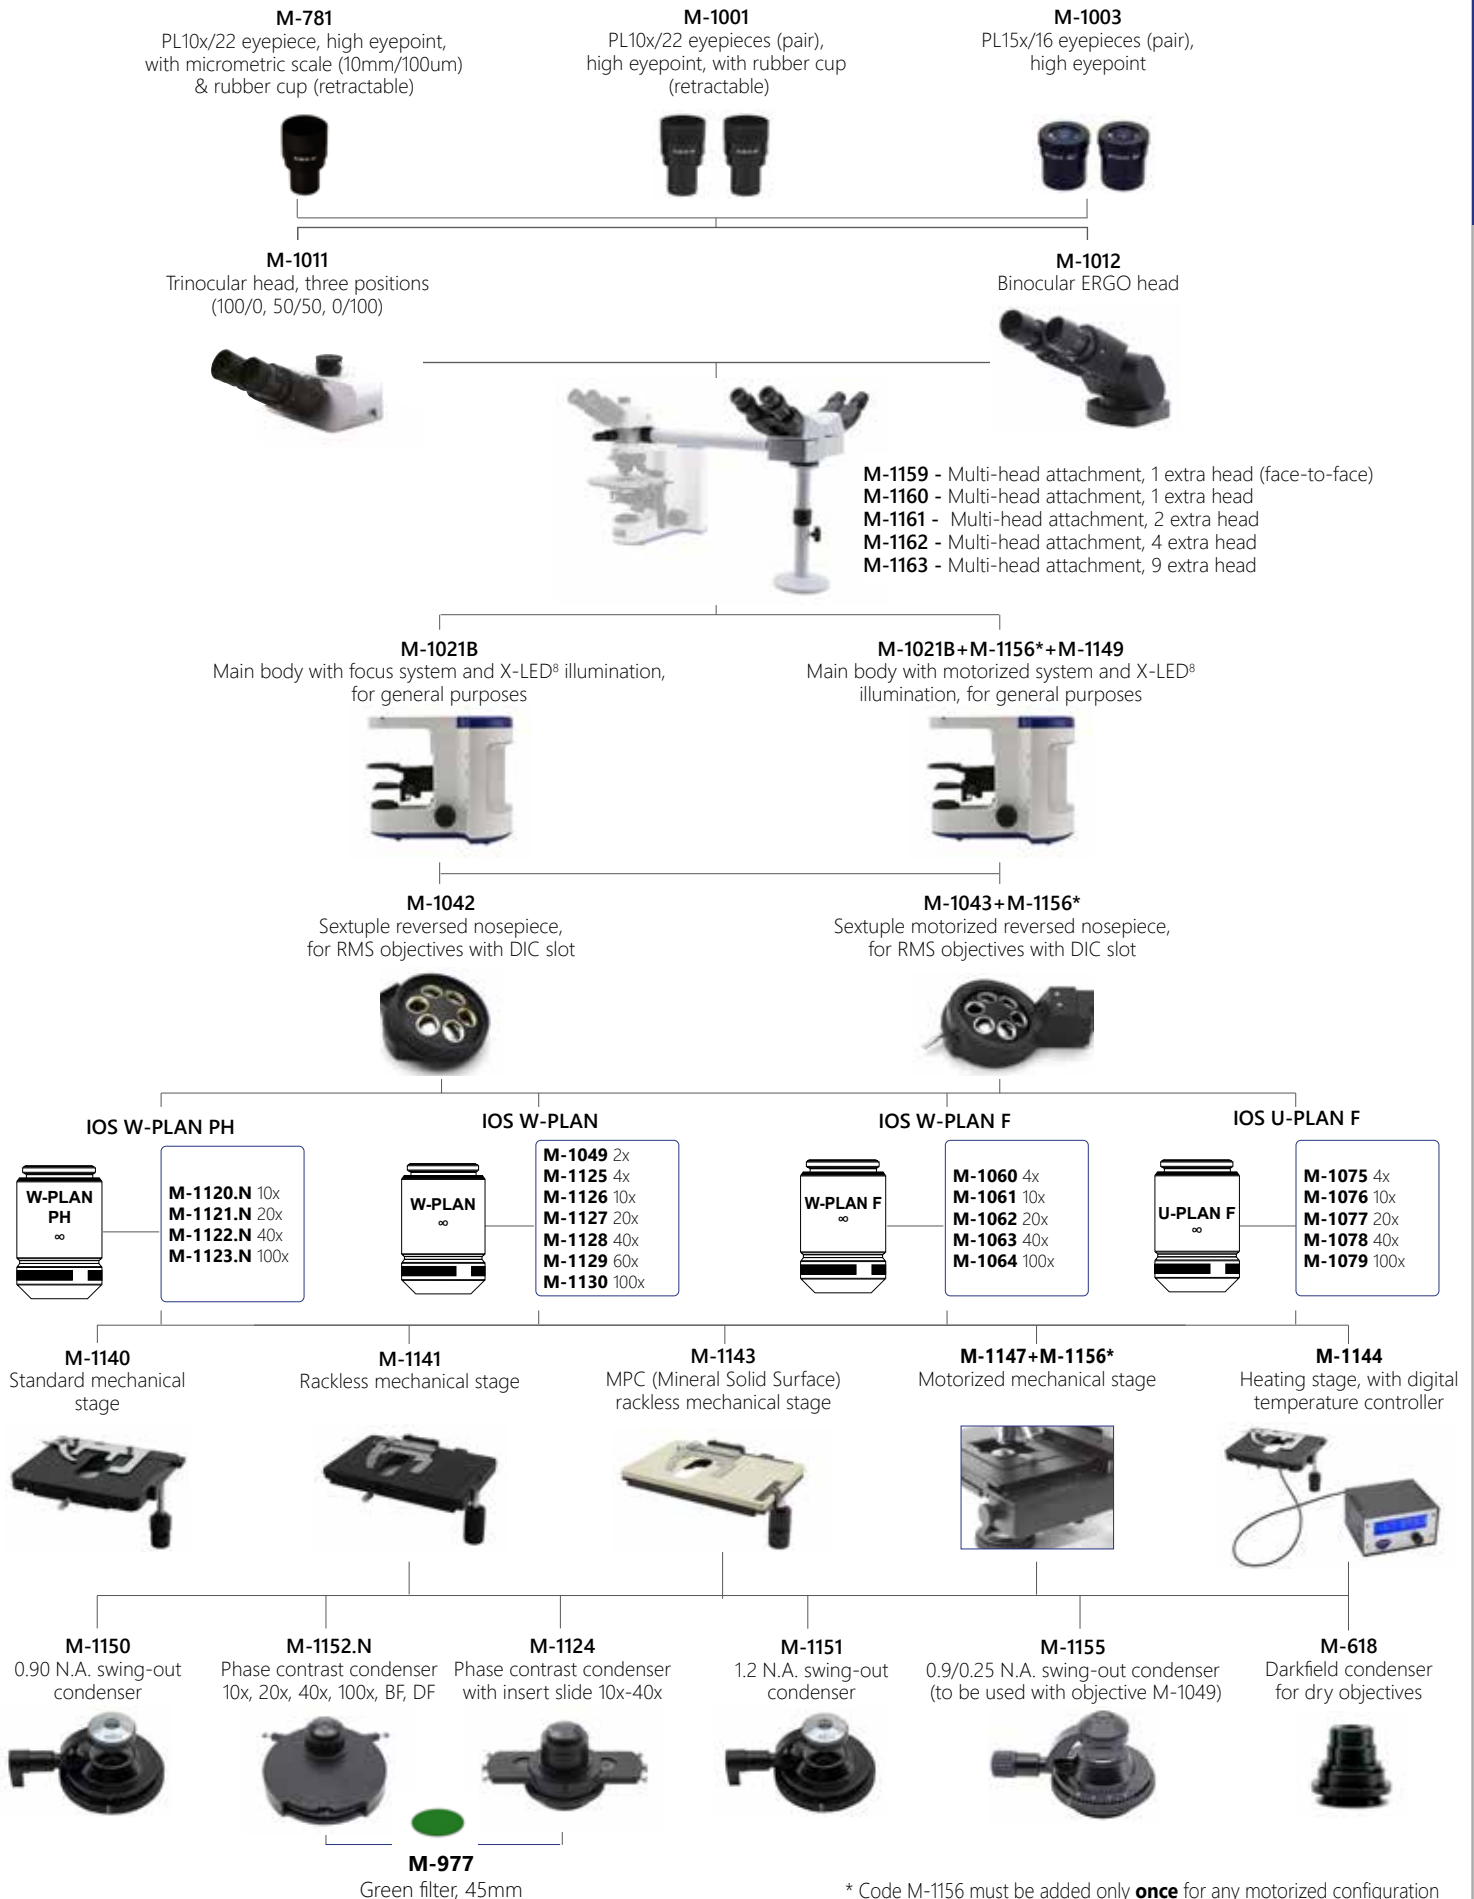 M-781
PL10x/22 eyepiece, high eyepoint,
with micrometric scale (10mm/100um)
& rubber cup (retractable)
M-1001
PL10x/22 eyepieces (pair),
high eyepoint, with rubber cup
(retractable)
M-1003
PL15x/16 eyepieces (pair),
high eyepoint
M-1011
Trinocular head, three positions
(100/0, 50/50, 0/100)
M-1012
Binocular ERGO head
M-1159 - Multi-head attachment, 1 extra head (face-to-face)
M-1160 - Multi-head attachment, 1 extra head
M-1161 - Multi-head attachment, 2 extra head
M-1162 - Multi-head attachment, 4 extra head
M-1163 - Multi-head attachment, 9 extra head
M-1021B
Main body with focus system and X-LED⁸ illumination,
for general purposes
M-1021B+M-1156*+M-1149
Main body with motorized system and X-LED⁸
illumination, for general purposes
M-1042
Sextuple reversed nosepiece,
for RMS objectives with DIC slot
M-1043+M-1156*
Sextuple motorized reversed nosepiece,
for RMS objectives with DIC slot
IOS W-PLAN PH
W-PLAN
PH
∞
M-1120.N 10x
M-1121.N 20x
M-1122.N 40x
M-1123.N 100x
IOS W-PLAN
W-PLAN
∞
M-1049 2x
M-1125 4x
M-1126 10x
M-1127 20x
M-1128 40x
M-1129 60x
M-1130 100x
IOS W-PLAN F
W-PLAN F
∞
M-1060 4x
M-1061 10x
M-1062 20x
M-1063 40x
M-1064 100x
IOS U-PLAN F
U-PLAN F
∞
M-1075 4x
M-1076 10x
M-1077 20x
M-1078 40x
M-1079 100x
M-1140
Standard mechanical
stage
M-1141
Rackless mechanical stage
M-1143
MPC (Mineral Solid Surface)
rackless mechanical stage
M-1147+M-1156*
Motorized mechanical stage
M-1144
Heating stage, with digital
temperature controller
M-1150
0.90 N.A. swing-out
condenser
M-1152.N
Phase contrast condenser
10x, 20x, 40x, 100x, BF, DF
M-1124
Phase contrast condenser
with insert slide 10x-40x
M-1151
1.2 N.A. swing-out
condenser
M-1155
0.9/0.25 N.A. swing-out condenser
(to be used with objective M-1049)
M-618
Darkfield condenser
for dry objectives
M-977
Green filter, 45mm
* Code M-1156 must be added only once for any motorized configuration